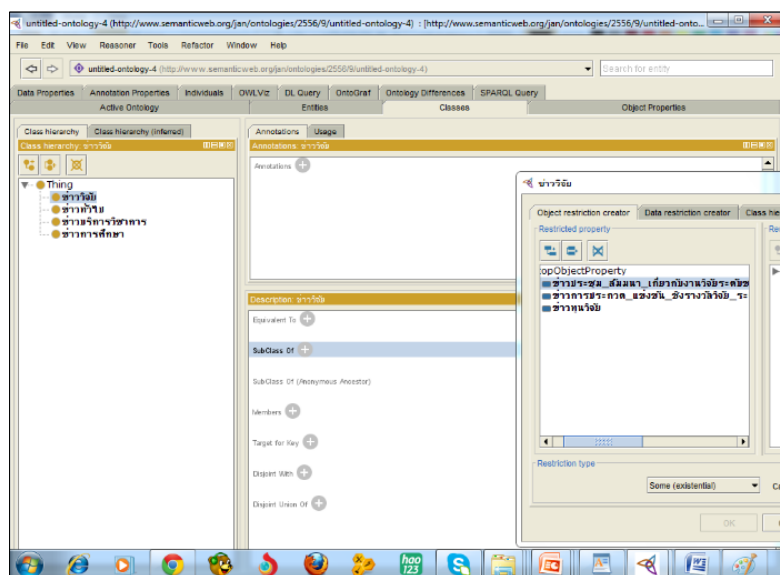 untitled-ontology-4 (http://www.semanticweb.org/jan/ontologies/2556/9/untitled-ontology-4) : [http://www.semanticweb.org/jan/ontologies/2556/9/untitled-onto...
File Edit View Reasoner Tools Refactor Window Help
untitled-ontology-4 (http://www.semanticweb.org/jan/ontologies/2556/9/untitled-ontology-4)
Search for entity
Data Properties Annotation Properties Individuals OWLViz DL Query OntoGraf Ontology Differences SPARQL Query
Active Ontology Entities Classes Object Properties
Class hierarchy Class hierarchy (inferred)
Class hierarchy: ข่าววิจัย
Thing
ข่าววิจัย
ข่าวทั่วไป
ข่าวบริการวิชาการ
ข่าวการศึกษา
Annotations Usage
Annotations: ข่าววิจัย
Annotations
Description: ข่าววิจัย
Equivalent To
SubClass Of
SubClass Of (Anonymous Ancestor)
Members
Target for Key
Disjoint With
Disjoint Union Of
ข่าววิจัย
Object restriction creator Data restriction creator Class hie
Restricted property
opObjectProperty
ข่าวประชุม_สัมมนา_เกี่ยวกับงานวิจัยระดับช
ข่าวการประกวด_แข่งขัน_ชิงรางวัลวิจัย_ระ
ข่าวทุนวิจัย
Restriction type
Some (existential)
OK
hao
123